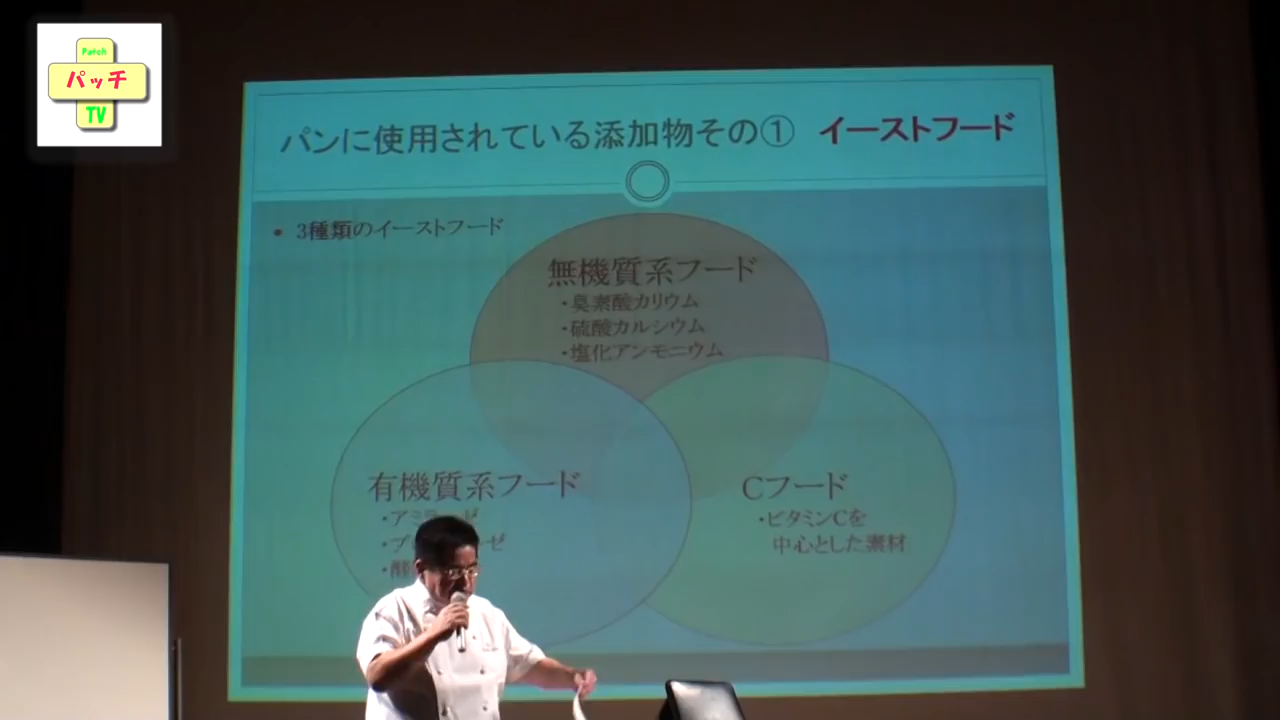 Patch
パッチ
TV
パンに使用されている添加物その① イーストフード
• 3種類のイーストフード
無機質系フード
・臭素酸カリウム
・硫酸カルシウム
・塩化アンモニウム
有機質系フード
Cフード
・ビタミンCを
中心とした素材